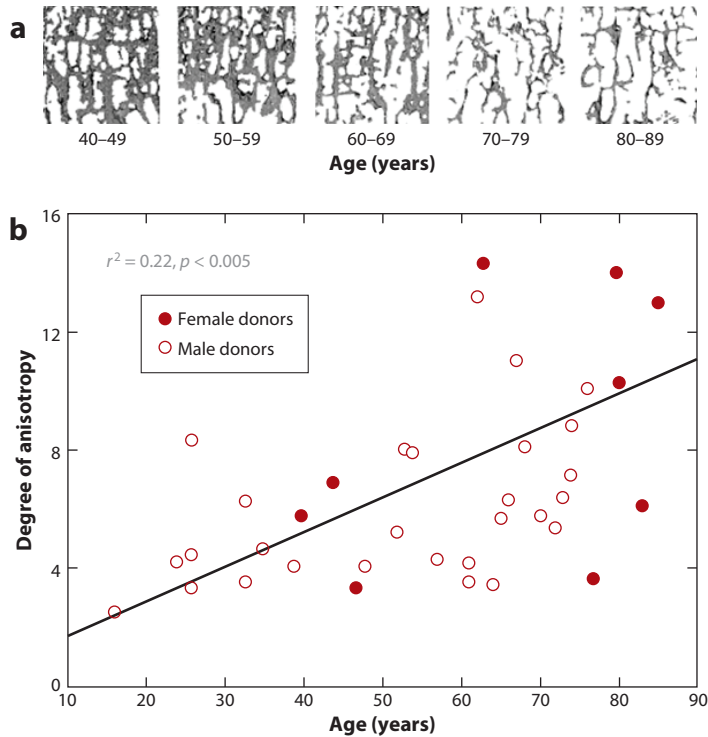 a
40–49 50–59 60–69 70–79 80–89
Age (years)
b
r² = 0.22, p < 0.005
Female donors
Male donors
Degree of anisotropy
16
12
8
4
0
10 20 30 40 50 60 70 80 90
Age (years)